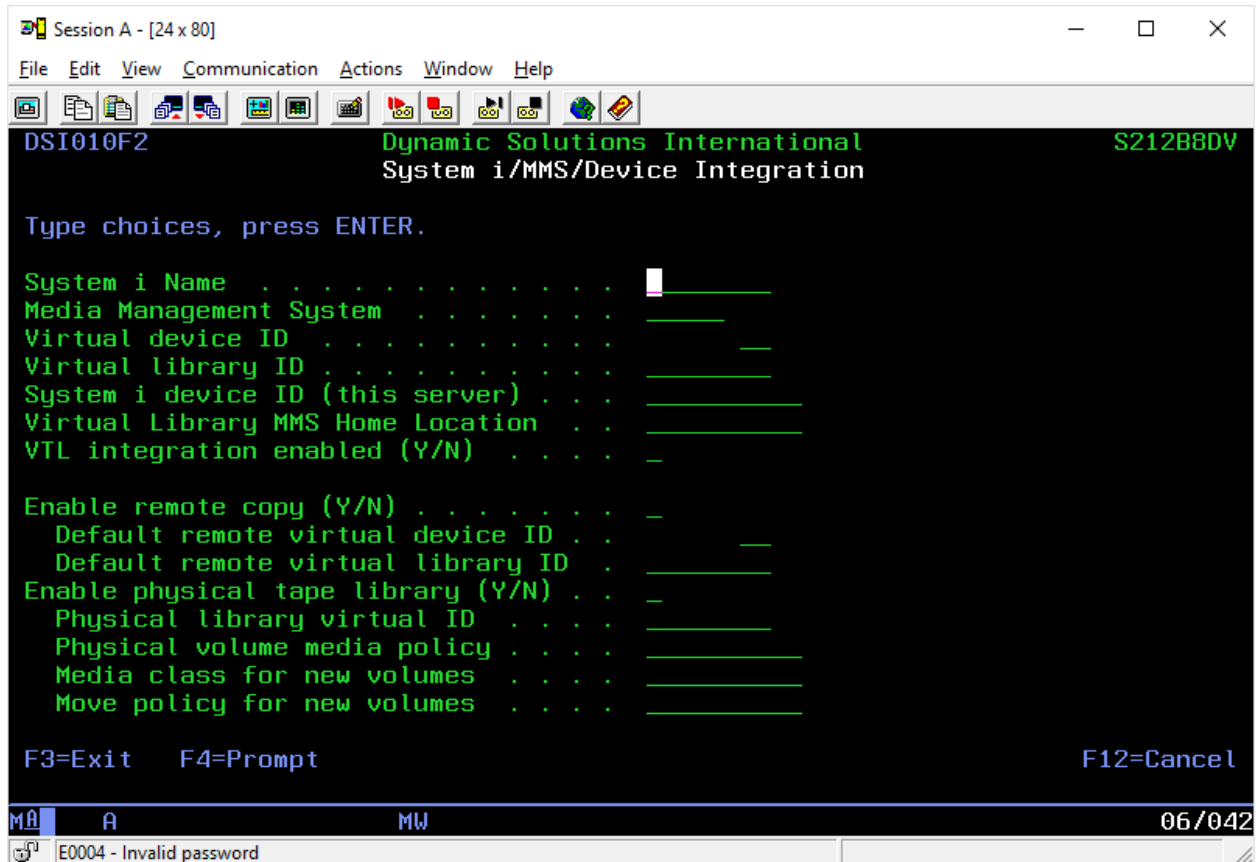 Session A - [24 x 80]
File Edit View Communication Actions Window Help
DSI010F2 Dynamic Solutions International S212B8DV
System i/MMS/Device Integration
Type choices, press ENTER.
System i Name . . . . . . . . . . . .
Media Management System . . . . . . .
Virtual device ID . . . . . . . . . .
Virtual library ID . . . . . . . . . .
System i device ID (this server) . . .
Virtual Library MMS Home Location . .
VTL integration enabled (Y/N) . . . .
Enable remote copy (Y/N) . . . . . . .
Default remote virtual device ID . .
Default remote virtual library ID .
Enable physical tape library (Y/N) . .
Physical library virtual ID . . . .
Physical volume media policy . . . .
Media class for new volumes . . . .
Move policy for new volumes . . . .
F3=Exit F4=Prompt F12=Cancel
MA A MW 06/042
E0004 - Invalid password